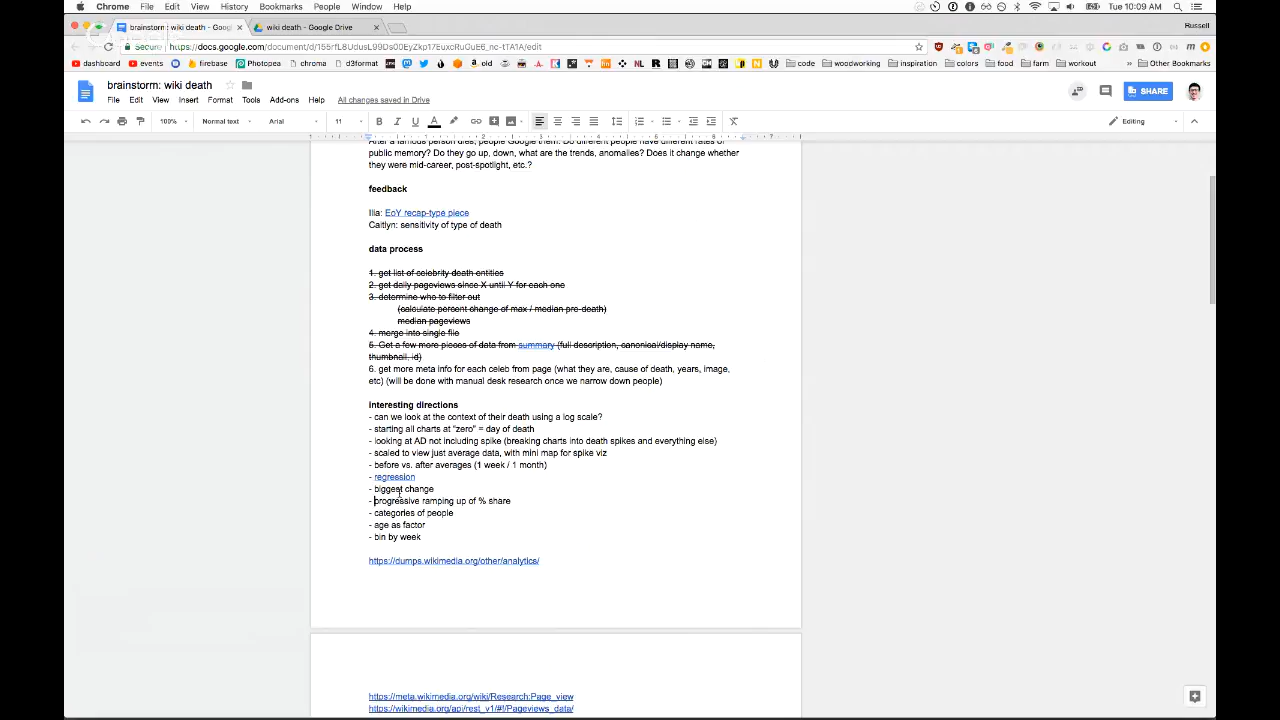 Chrome File Edit View History Bookmarks People Window Help Tue 10:09 AM
brainstorm: wiki death - Googl wiki death - Google Drive Russell
Secure https://docs.google.com/document/d/
dashboard events firebase Photopea chroma d3format old code woodworking inspiration colors food farm workout Other Bookmarks
brainstorm: wiki death
File Edit View Insert Format Tools Add-ons Help All changes saved in Drive
SHARE
100% Normal text Arial 11 Editing
After a famous person dies, people Google them. Do different people have different rates of
public memory? Do they go up, down, what are the trends, anomalies? Does it change whether
they were mid-career, post-spotlight, etc.?
feedback
Ilia: EoY recap-type piece
Caitlyn: sensitivity of type of death
data process
1. get list of celebrity death entities
2. get daily pageviews since X until Y for each one
3. determine who to filter out
(calculate percent change of max / median pre-death)
median pageviews
4. merge into single file
5. Get a few more pieces of data from summary (full description, canonical/display name,
thumbnail, id)
6. get more meta info for each celeb from page (what they are, cause of death, years, image,
etc) (will be done with manual desk research once we narrow down people)
Interesting directions
- can we look at the context of their death using a log scale?
- starting all charts at "zero" = day of death
- looking at AD not including spike (breaking charts into death spikes and everything else)
- scaled to view just average data, with mini map for spike viz
- before vs. after averages (1 week / 1 month)
- regression
- biggest change
- progressive ramping up of % share
- categories of people
- age as factor
- bin by week
https://dumps.wikimedia.org/other/analytics/
https://meta.wikimedia.org/wiki/Research:Page_view
https://wikimedia.org/api/rest_v1/#!/Pageviews_data/